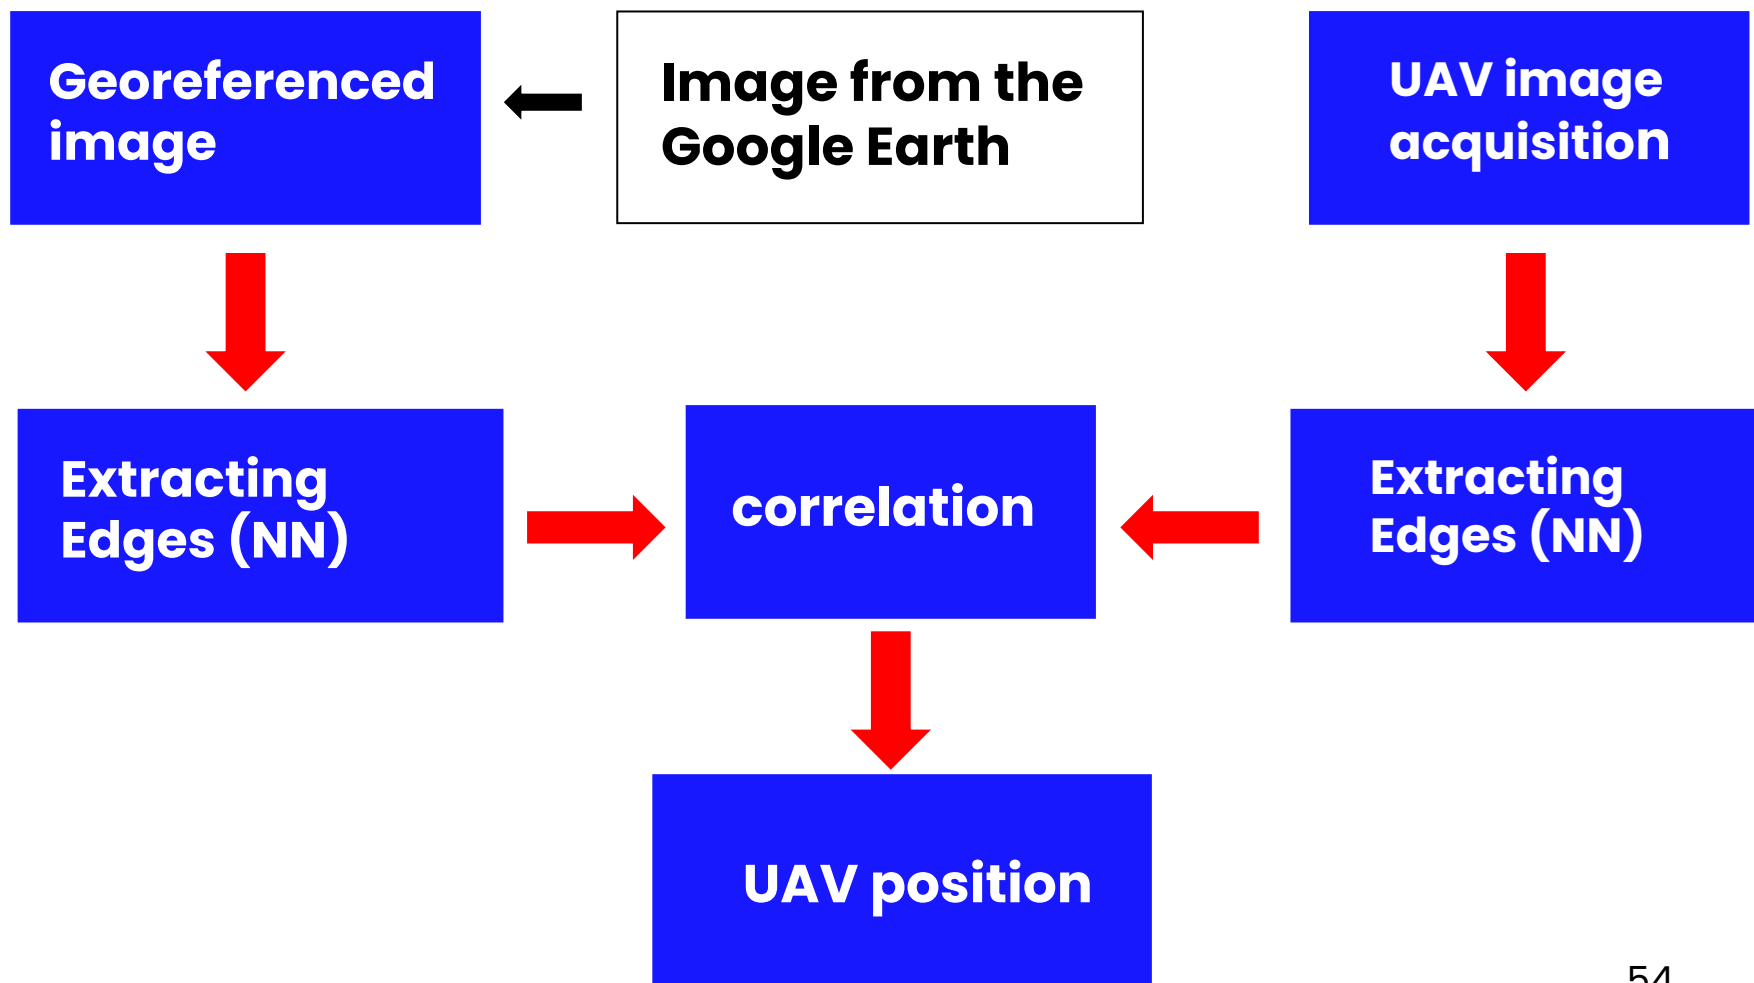 Georeferenced
image
Image from the
Google Earth
UAV image
acquisition
Extracting
Edges (NN)
correlation
Extracting
Edges (NN)
UAV position
54